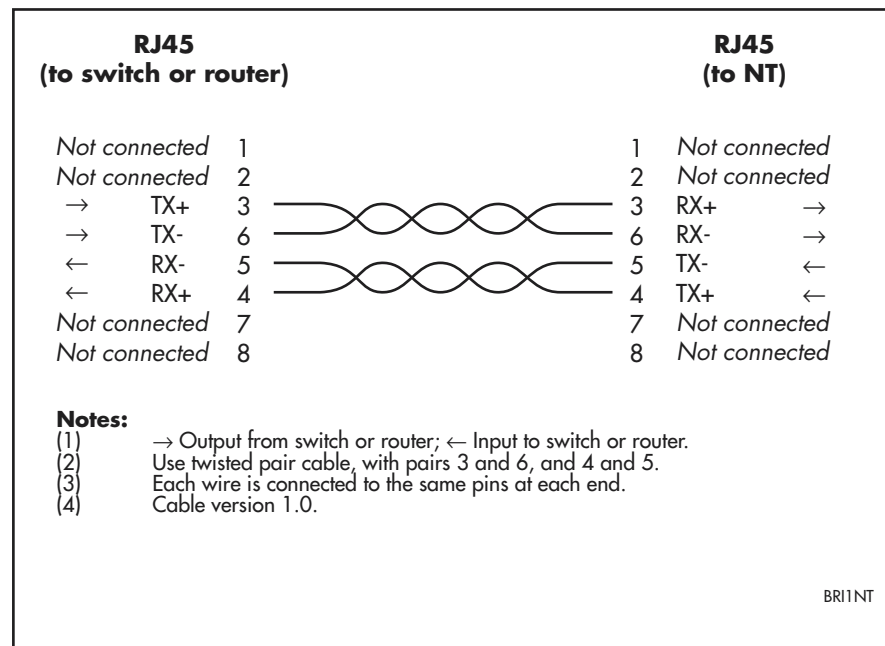 RJ45 RJ45
(to switch or router) (to NT)
Not connected 1 1 Not connected
Not connected 2 2 Not connected
→ TX+ 3 3 RX+ →
→ TX- 6 6 RX- →
← RX- 5 5 TX- ←
← RX+ 4 4 TX+ ←
Not connected 7 7 Not connected
Not connected 8 8 Not connected
Notes:
(1) → Output from switch or router; ← Input to switch or router.
(2) Use twisted pair cable, with pairs 3 and 6, and 4 and 5.
(3) Each wire is connected to the same pins at each end.
(4) Cable version 1.0.
BRI1NT